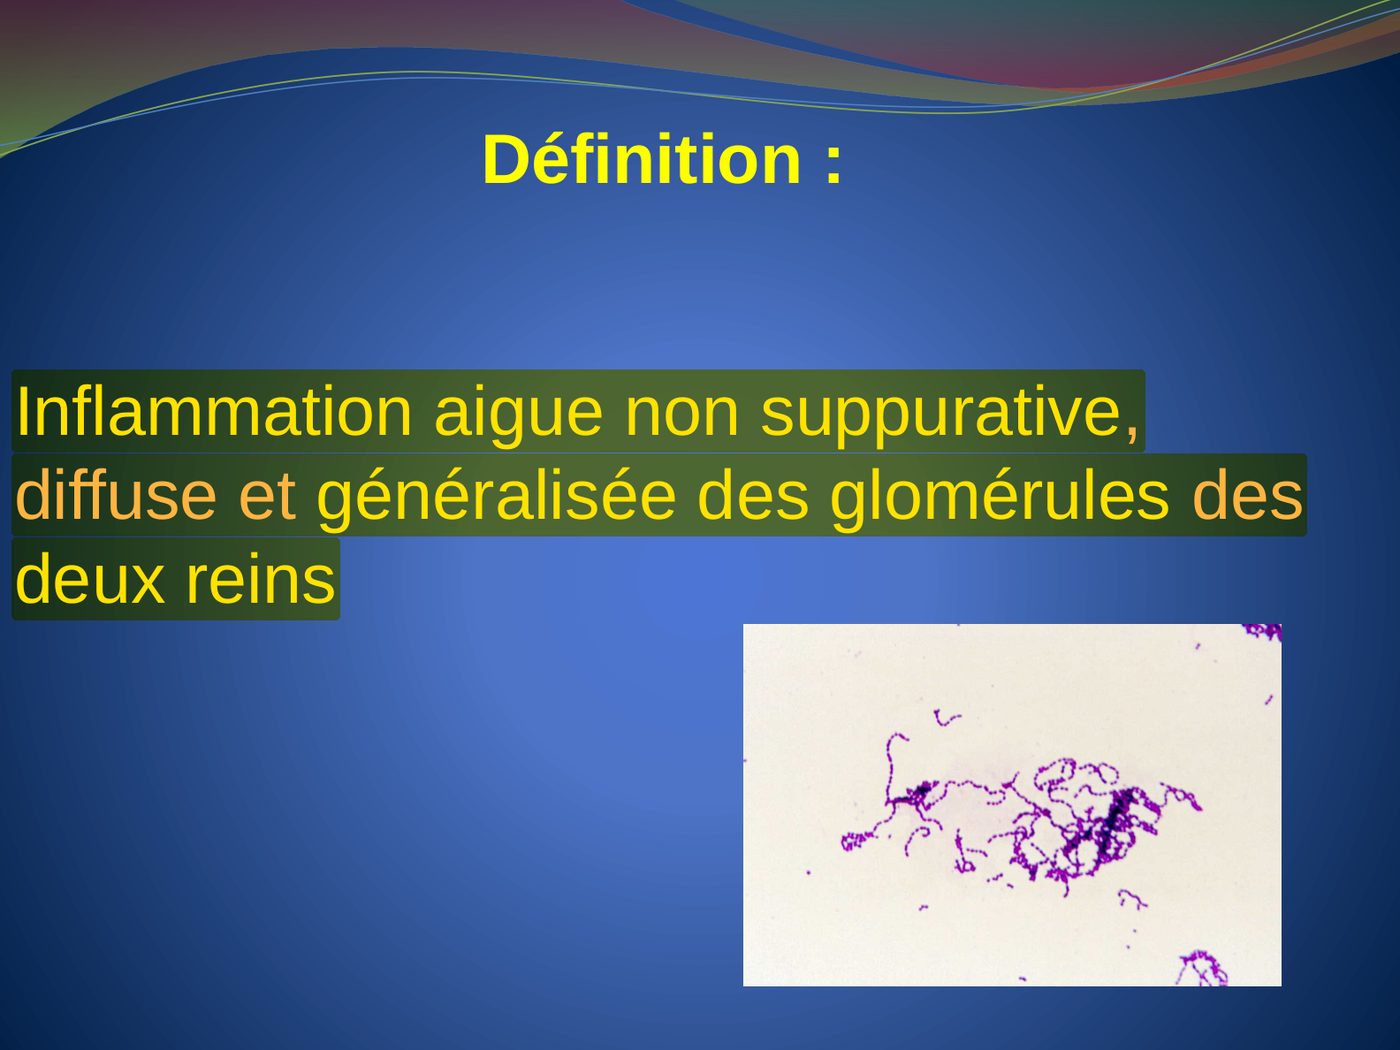 Définition :
Inflammation aigue non suppurative,
diffuse et généralisée des glomérules des
deux reins